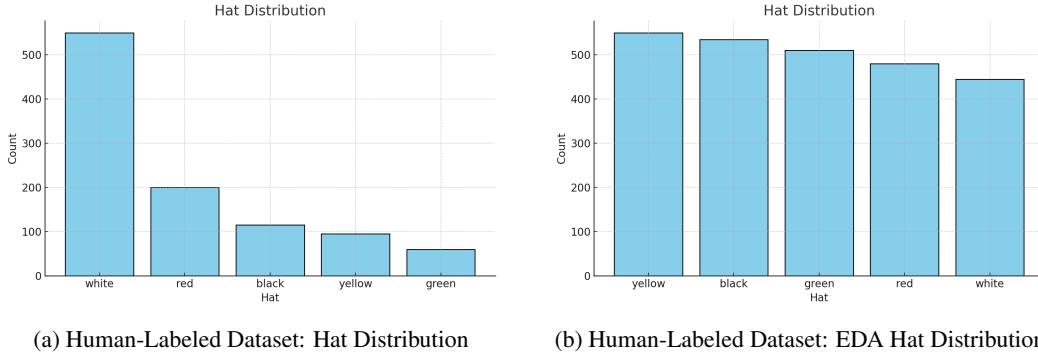 Hat Distribution
Count
500
400
300
200
100
0
white red black yellow green
Hat
(a) Human-Labeled Dataset: Hat Distribution
Hat Distribution
Count
500
400
300
200
100
0
yellow black green red white
Hat
(b) Human-Labeled Dataset: EDA Hat Distribution